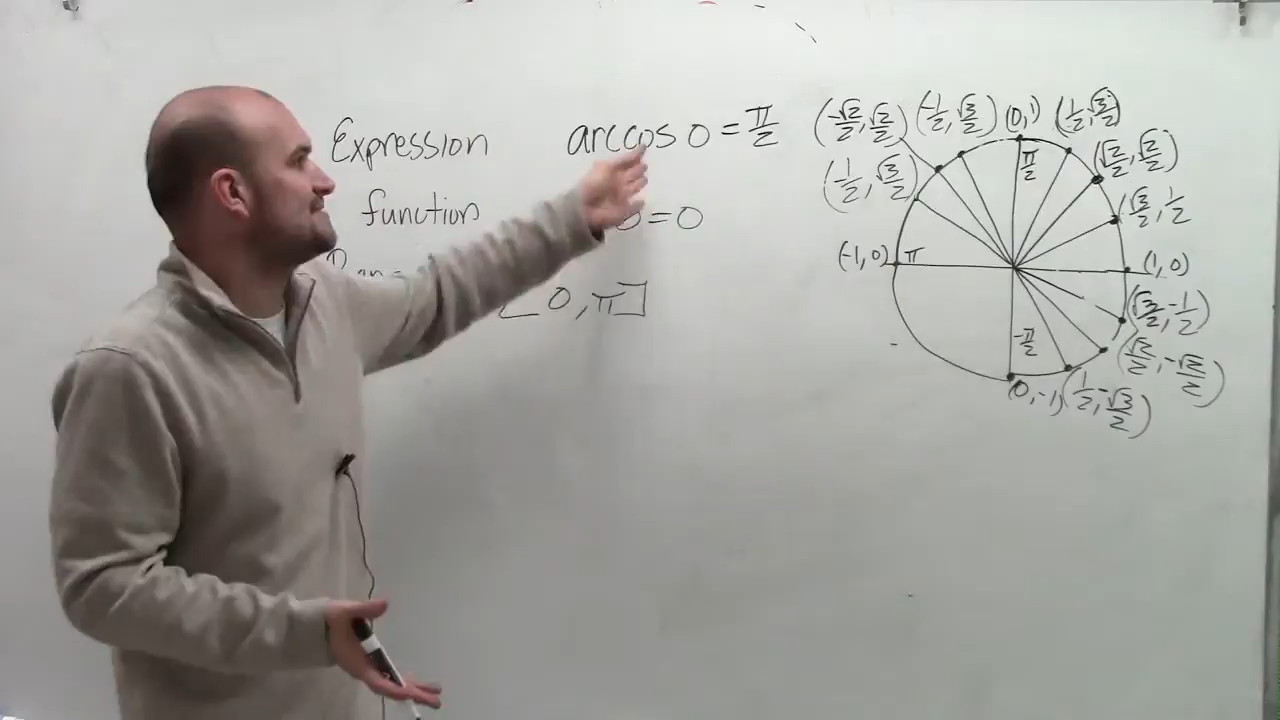 Expression arccos 0 = π/2
function 0 = 0
[0, π]
(-√2/2, √2/2) (-1/2, √3/2) (0, 1) (1/2, √3/2)
(1/2, √3/2) π/2 (√2/2, √2/2)
(√3/2, 1/2
(-1, 0) π (1, 0)
(√3/2, -1/2)
-π/2 (√2/2, -√2/2)
(0, -1) (1/2, -√3/2)